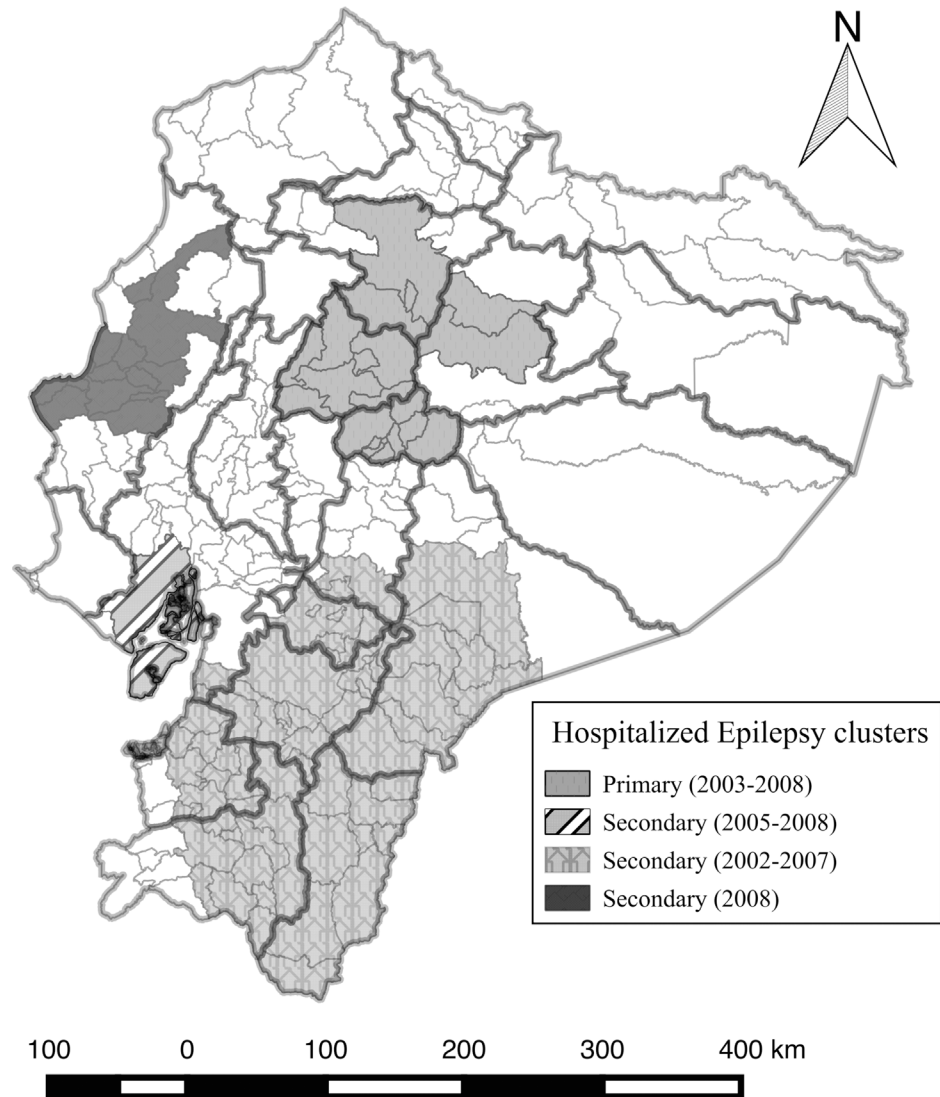 N
Hospitalized Epilepsy clusters
Primary (2003-2008)
Secondary (2005-2008)
Secondary (2002-2007)
Secondary (2008)
100 0 100 200 300 400 km